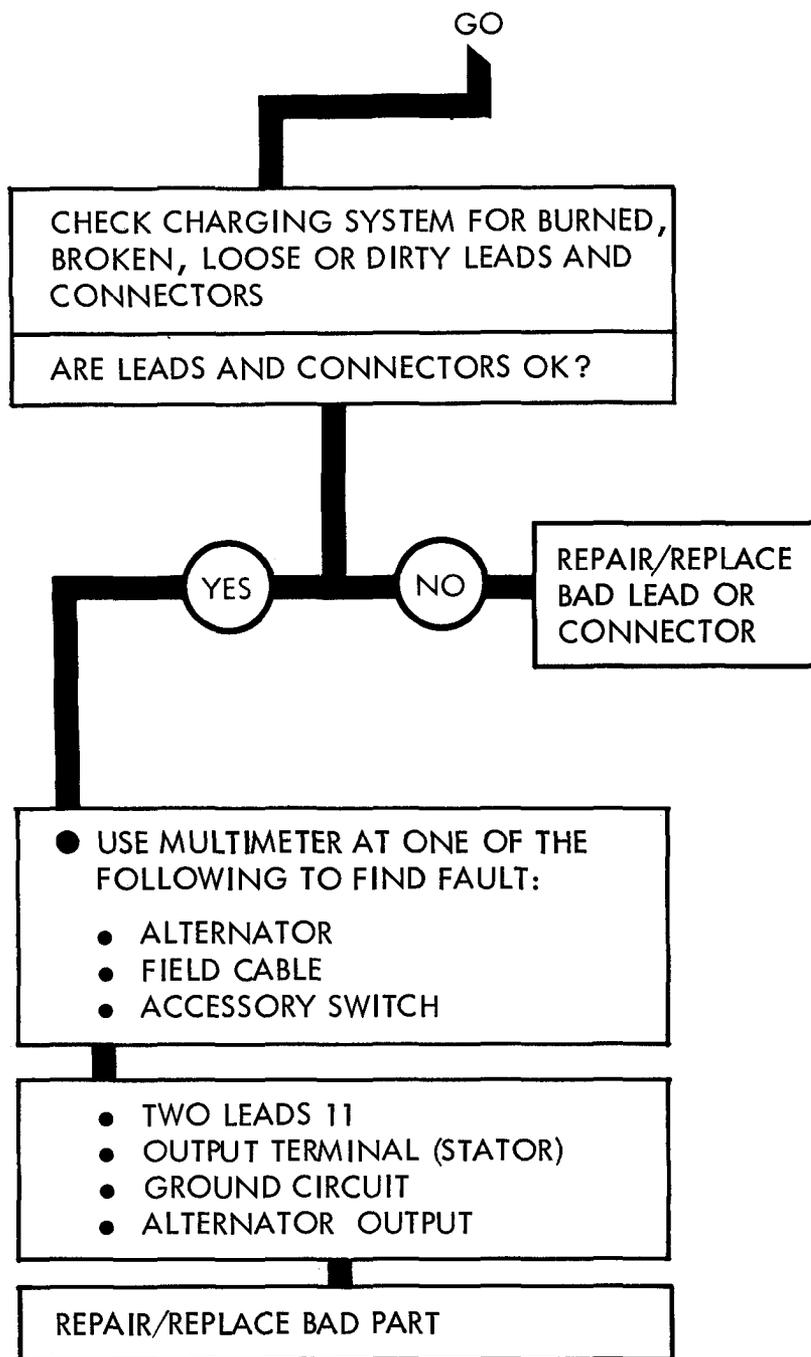 GO
CHECK CHARGING SYSTEM FOR BURNED,
BROKEN, LOOSE OR DIRTY LEADS AND
CONNECTORS
ARE LEADS AND CONNECTORS OK?
YES
NO
REPAIR/REPLACE
BAD LEAD OR
CONNECTOR
● USE MULTIMETER AT ONE OF THE
FOLLOWING TO FIND FAULT:
● ALTERNATOR
● FIELD CABLE
● ACCESSORY SWITCH
● TWO LEADS 11
● OUTPUT TERMINAL (STATOR)
● GROUND CIRCUIT
● ALTERNATOR OUTPUT
REPAIR/REPLACE BAD PART